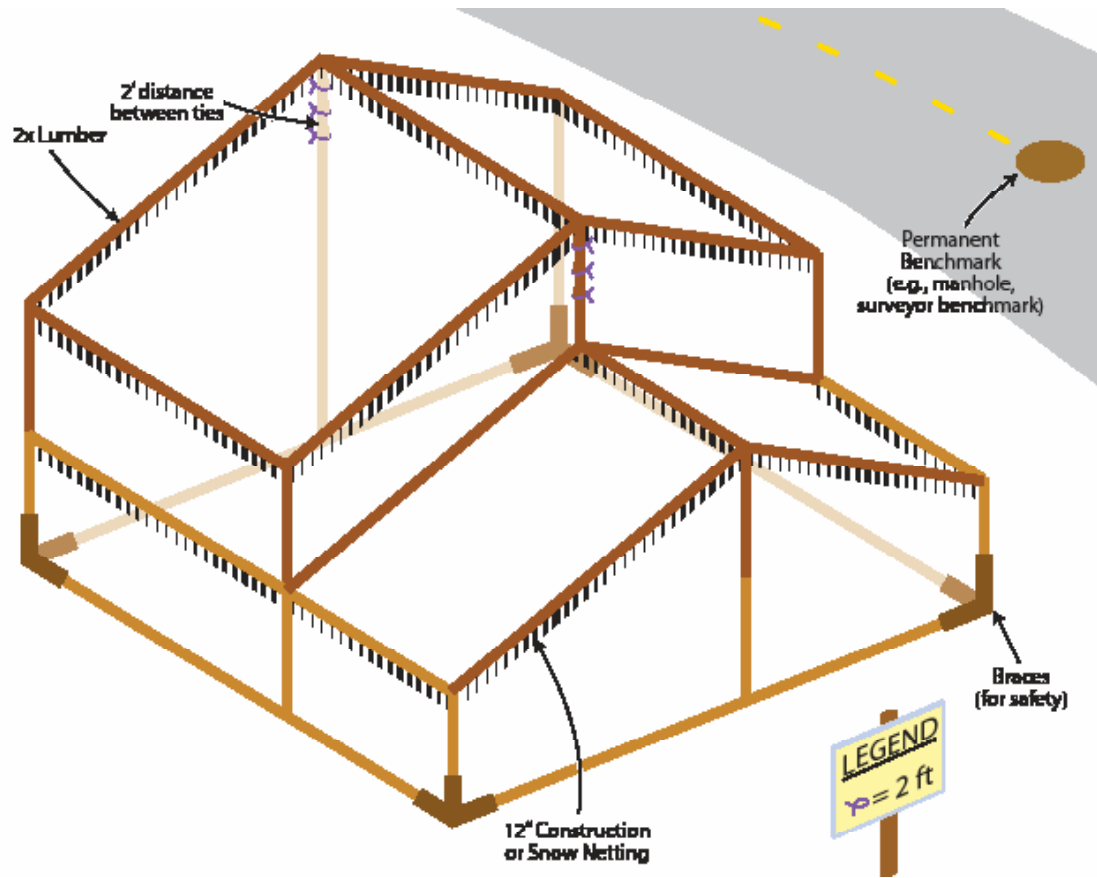 2' distance
between ties
2x Lumber
Permanent
Benchmark
(e.g., manhole,
surveyor benchmark)
Braces
(for safety)
LEGEND
= 2 ft
12" Construction
or Snow Netting